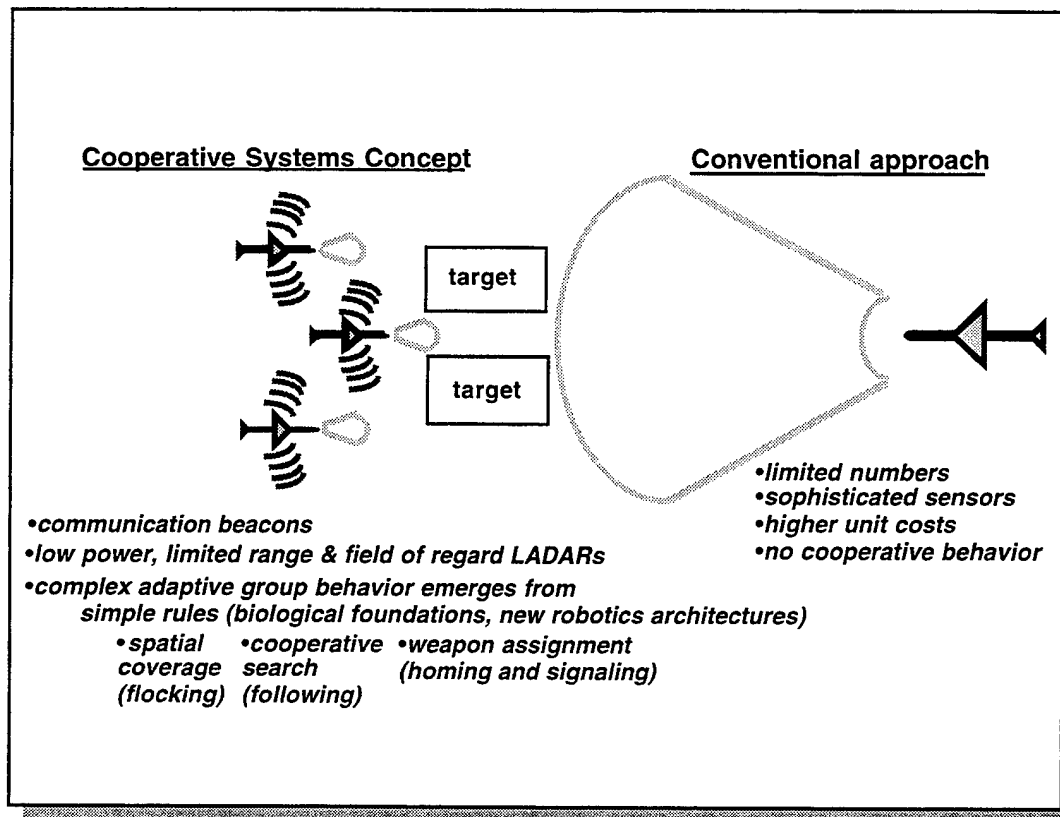 Cooperative Systems Concept
target
target
•communication beacons
•low power, limited range & field of regard LADARs
•complex adaptive group behavior emerges from
simple rules (biological foundations, new robotics architectures)
•spatial
coverage
(flocking)
•cooperative
search
(following)
•weapon assignment
(homing and signaling)
Conventional approach
•limited numbers
•sophisticated sensors
•higher unit costs
•no cooperative behavior